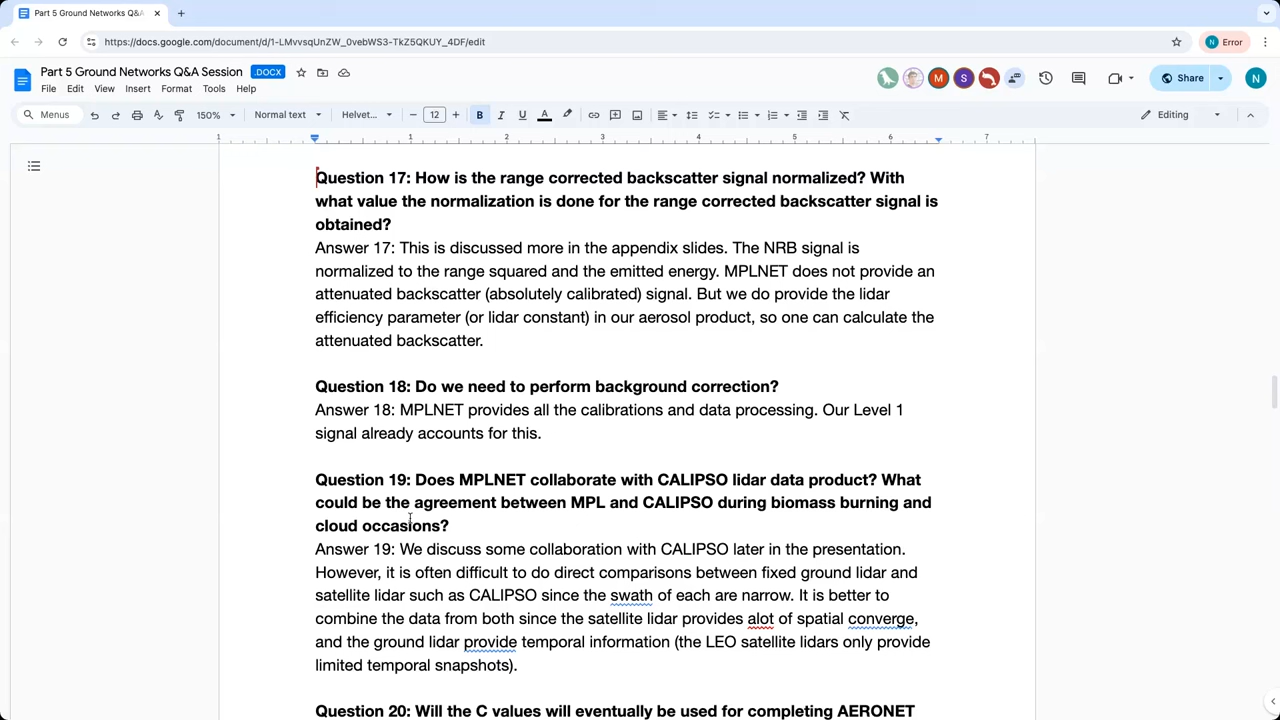 Part 5 Ground Networks Q&A
https://docs.google.com/document/d/1-LMvvsqUnZW_0vebWS3-TkZ5QKUY_4DF/edit
Error
Part 5 Ground Networks Q&A Session .DOCX
File Edit View Insert Format Tools Help
M S Share N
Menus 150% Normal text Helvet... 12 B I U A Editing
1 1 2 3 4 5 6 7
Question 17: How is the range corrected backscatter signal normalized? With
what value the normalization is done for the range corrected backscatter signal is
obtained?
Answer 17: This is discussed more in the appendix slides. The NRB signal is
normalized to the range squared and the emitted energy. MPLNET does not provide an
attenuated backscatter (absolutely calibrated) signal. But we do provide the lidar
efficiency parameter (or lidar constant) in our aerosol product, so one can calculate the
attenuated backscatter.
Question 18: Do we need to perform background correction?
Answer 18: MPLNET provides all the calibrations and data processing. Our Level 1
signal already accounts for this.
Question 19: Does MPLNET collaborate with CALIPSO lidar data product? What
could be the agreement between MPL and CALIPSO during biomass burning and
cloud occasions?
Answer 19: We discuss some collaboration with CALIPSO later in the presentation.
However, it is often difficult to do direct comparisons between fixed ground lidar and
satellite lidar such as CALIPSO since the swath of each are narrow. It is better to
combine the data from both since the satellite lidar provides alot of spatial converge,
and the ground lidar provide temporal information (the LEO satellite lidars only provide
limited temporal snapshots).
Question 20: Will the C values will eventually be used for completing AERONET